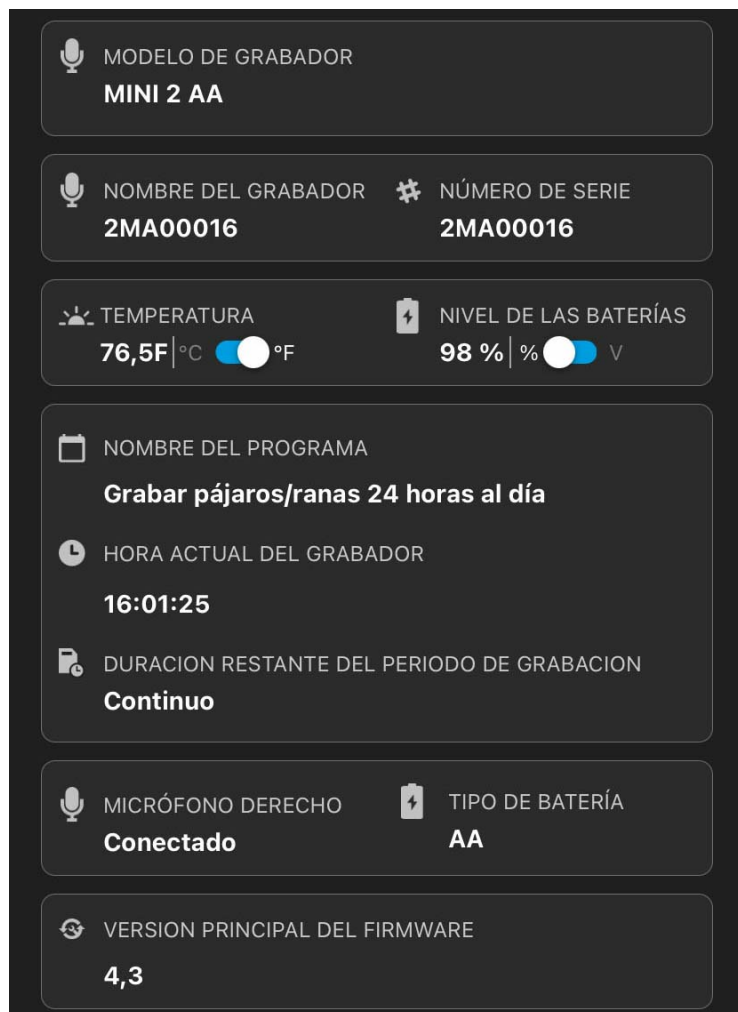 MODELO DE GRABADOR
MINI 2 AA
NOMBRE DEL GRABADOR
2MA00016
NÚMERO DE SERIE
2MA00016
TEMPERATURA
76,5F °C °F
NIVEL DE LAS BATERÍAS
98 % % V
NOMBRE DEL PROGRAMA
Grabar pájaros/ranas 24 horas al día
HORA ACTUAL DEL GRABADOR
16:01:25
DURACION RESTANTE DEL PERIODO DE GRABACION
Continuo
MICRÓFONO DERECHO
Conectado
TIPO DE BATERÍA
AA
VERSION PRINCIPAL DEL FIRMWARE
4,3